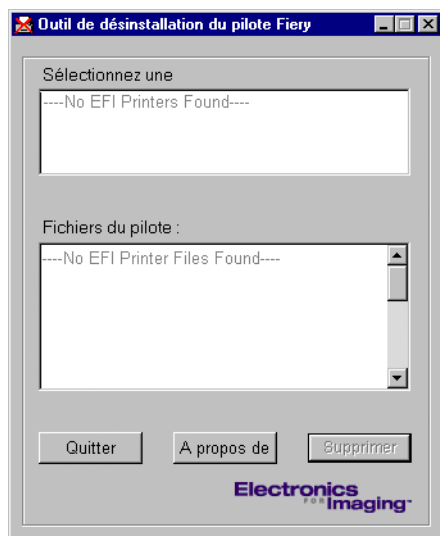 Outil de désinstallation du pilote Fiery
Sélectionnez une
----No EFI Printers Found----
Fichiers du pilote :
----No EFI Printer Files Found----
Quitter
A propos de
Supprimer
Electronics
FOR Imaging